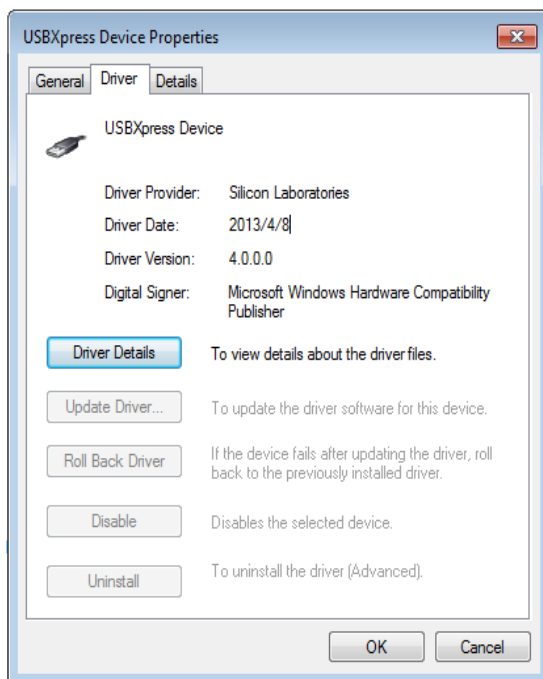 USBXpress Device Properties
General Driver Details
USBXpress Device
Driver Provider: Silicon Laboratories
Driver Date: 2013/4/8
Driver Version: 4.0.0.0
Digital Signer: Microsoft Windows Hardware Compatibility
Publisher
Driver Details To view details about the driver files.
Update Driver... To update the driver software for this device.
Roll Back Driver If the device fails after updating the driver, roll
back to the previously installed driver.
Disable Disables the selected device.
Uninstall To uninstall the driver (Advanced).
OK Cancel